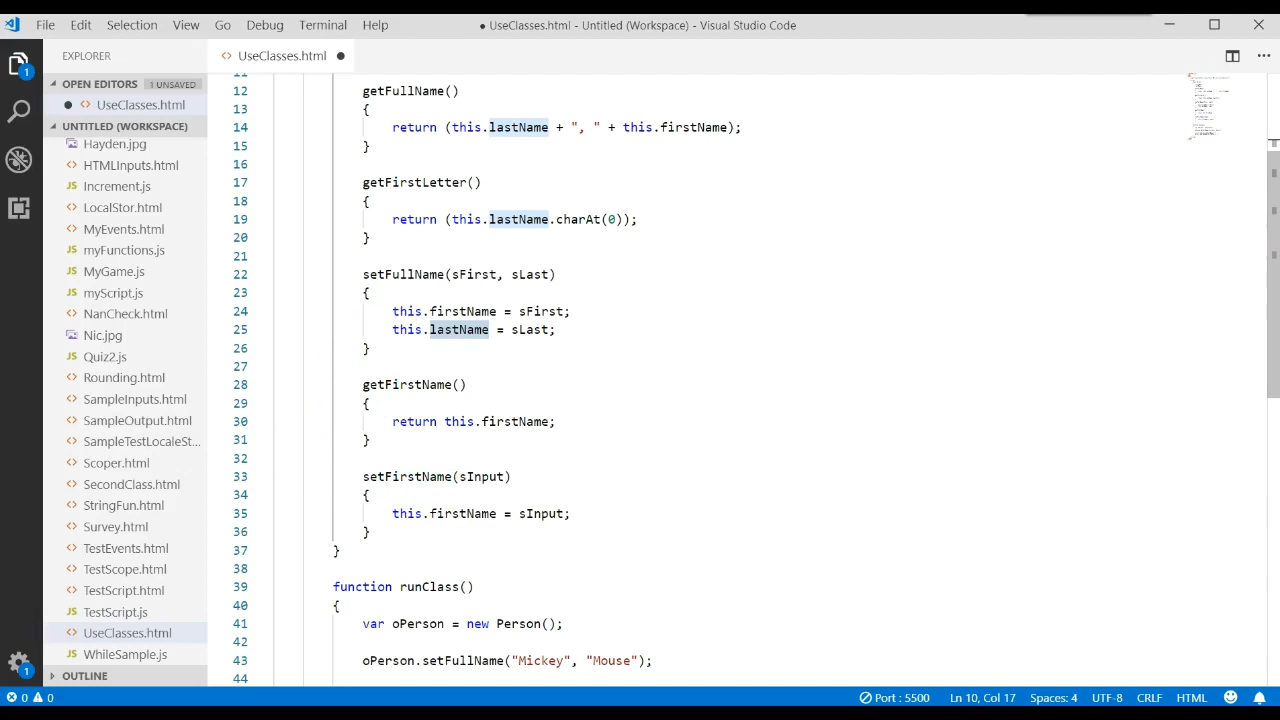 File Edit Selection View Go Debug Terminal Help
● UseClasses.html - Untitled (Workspace) - Visual Studio Code
EXPLORER
UseClasses.html
OPEN EDITORS 1 UNSAVED
UseClasses.html
UNTITLED (WORKSPACE)
Hayden.jpg
HTMLInputs.html
JS Increment.js
LocalStor.html
MyEvents.html
JS myFunctions.js
JS MyGame.js
JS myScript.js
NanCheck.html
Nic.jpg
JS Quiz2.js
Rounding.html
SampleInputs.html
SampleOutput.html
SampleTestLocaleSt...
Scoper.html
SecondClass.html
StringFun.html
Survey.html
TestEvents.html
TestScope.html
TestScript.html
JS TestScript.js
UseClasses.html
WhileSample.js
OUTLINE
1
1
11
12 getFullName()
13 {
14 return (this.lastName + ", " + this.firstName);
15 }
16
17 getFirstLetter()
18 {
19 return (this.lastName.charAt(0));
20 }
21
22 setFullName(sFirst, sLast)
23 {
24 this.firstName = sFirst;
25 this.lastName = sLast;
26 }
27
28 getFirstName()
29 {
30 return this.firstName;
31 }
32
33 setFirstName(sInput)
34 {
35 this.firstName = sInput;
36 }
37 }
38
39 function runClass()
40 {
41 var oPerson = new Person();
42
43 oPerson.setFullName("Mickey", "Mouse");
44
0 0 Port : 5500 Ln 10, Col 17 Spaces: 4 UTF-8 CRLF HTML